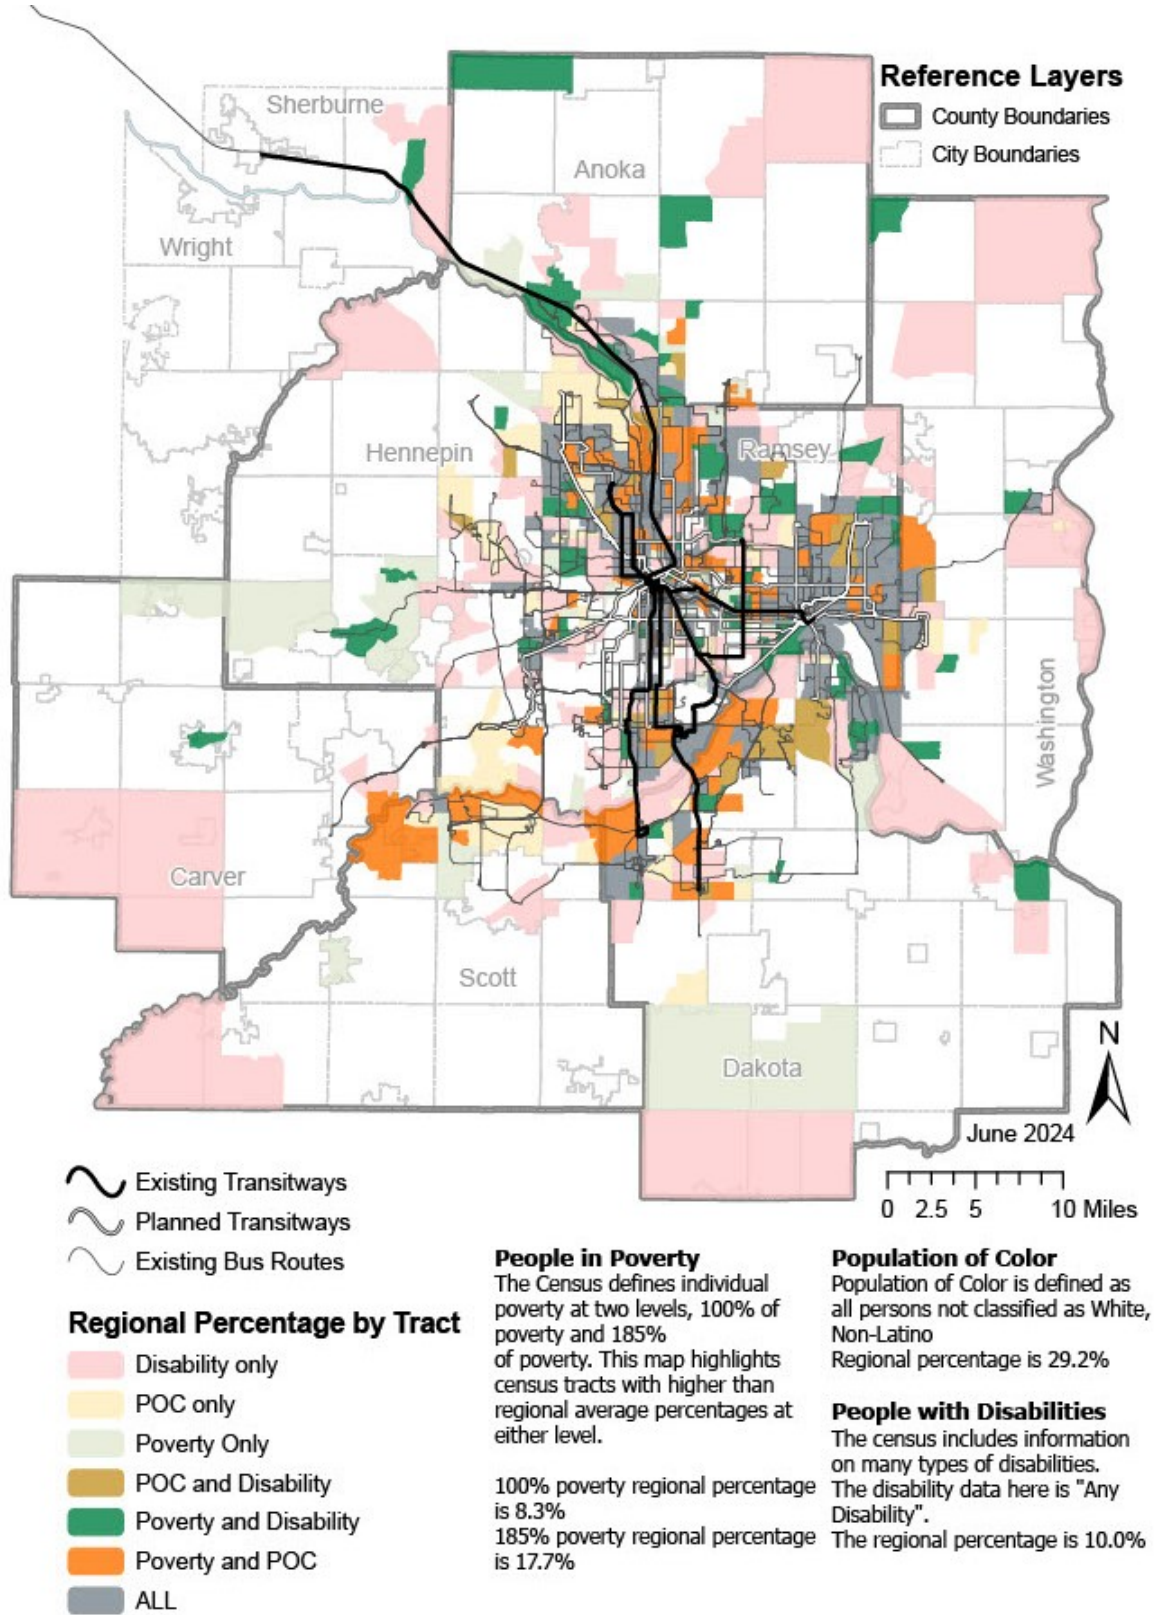 Reference Layers
County Boundaries
City Boundaries
Sherburne
Anoka
Wright
Hennepin
Ramsey
Washington
Carver
Scott
Dakota
N
June 2024
0 2.5 5 10 Miles
Existing Transitways
Planned Transitways
Existing Bus Routes
Regional Percentage by Tract
Disability only
POC only
Poverty Only
POC and Disability
Poverty and Disability
Poverty and POC
ALL
People in Poverty
The Census defines individual
poverty at two levels, 100% of
poverty and 185%
of poverty. This map highlights
census tracts with higher than
regional average percentages at
either level.
100% poverty regional percentage
is 8.3%
185% poverty regional percentage
is 17.7%
Population of Color
Population of Color is defined as
all persons not classified as White,
Non-Latino
Regional percentage is 29.2%
People with Disabilities
The census includes information
on many types of disabilities.
The disability data here is "Any
Disability".
The regional percentage is 10.0%